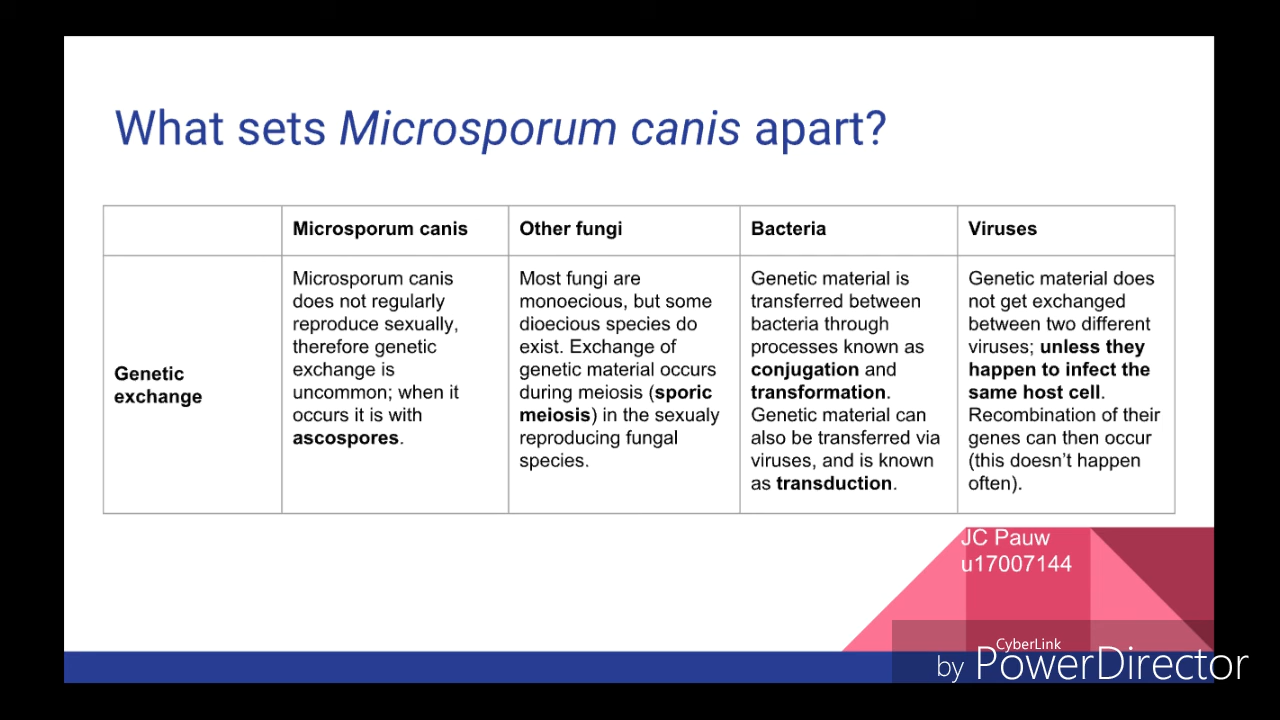 What sets Microsporum canis apart?
Microsporum canis
Other fungi
Bacteria
Viruses
Genetic
exchange
Microsporum canis
does not regularly
reproduce sexually,
therefore genetic
exchange is
uncommon; when it
occurs it is with
ascospores.
Most fungi are
monoecious, but some
dioecious species do
exist. Exchange of
genetic material occurs
during meiosis (sporic
meiosis) in the sexualy
reproducing fungal
species.
Genetic material is
transferred between
bacteria through
processes known as
conjugation and
transformation.
Genetic material can
also be transferred via
viruses, and is known
as transduction.
Genetic material does
not get exchanged
between two different
viruses; unless they
happen to infect the
same host cell.
Recombination of their
genes can then occur
(this doesn’t happen
often).
JC Pauw
u17007144
CyberLink
by PowerDirector